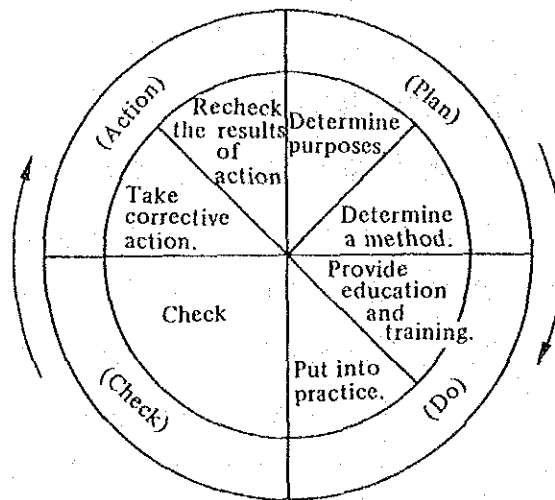 (Plan)
Determine
purposes.
Determine
a method.
(Do)
Provide
education
and
training.
Put into
practice.
(Check)
Check
(Action)
Take
corrective
action.
Recheck
the results
of
action